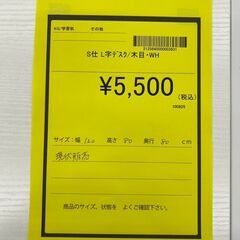 その他
S仕 L字デスク/木目・WH
¥5,500
(税込)
サイズ：幅 120 高さ 80 奥行 80 cm
現状販売
商品のサイズ、状態を よくご確認下さい。